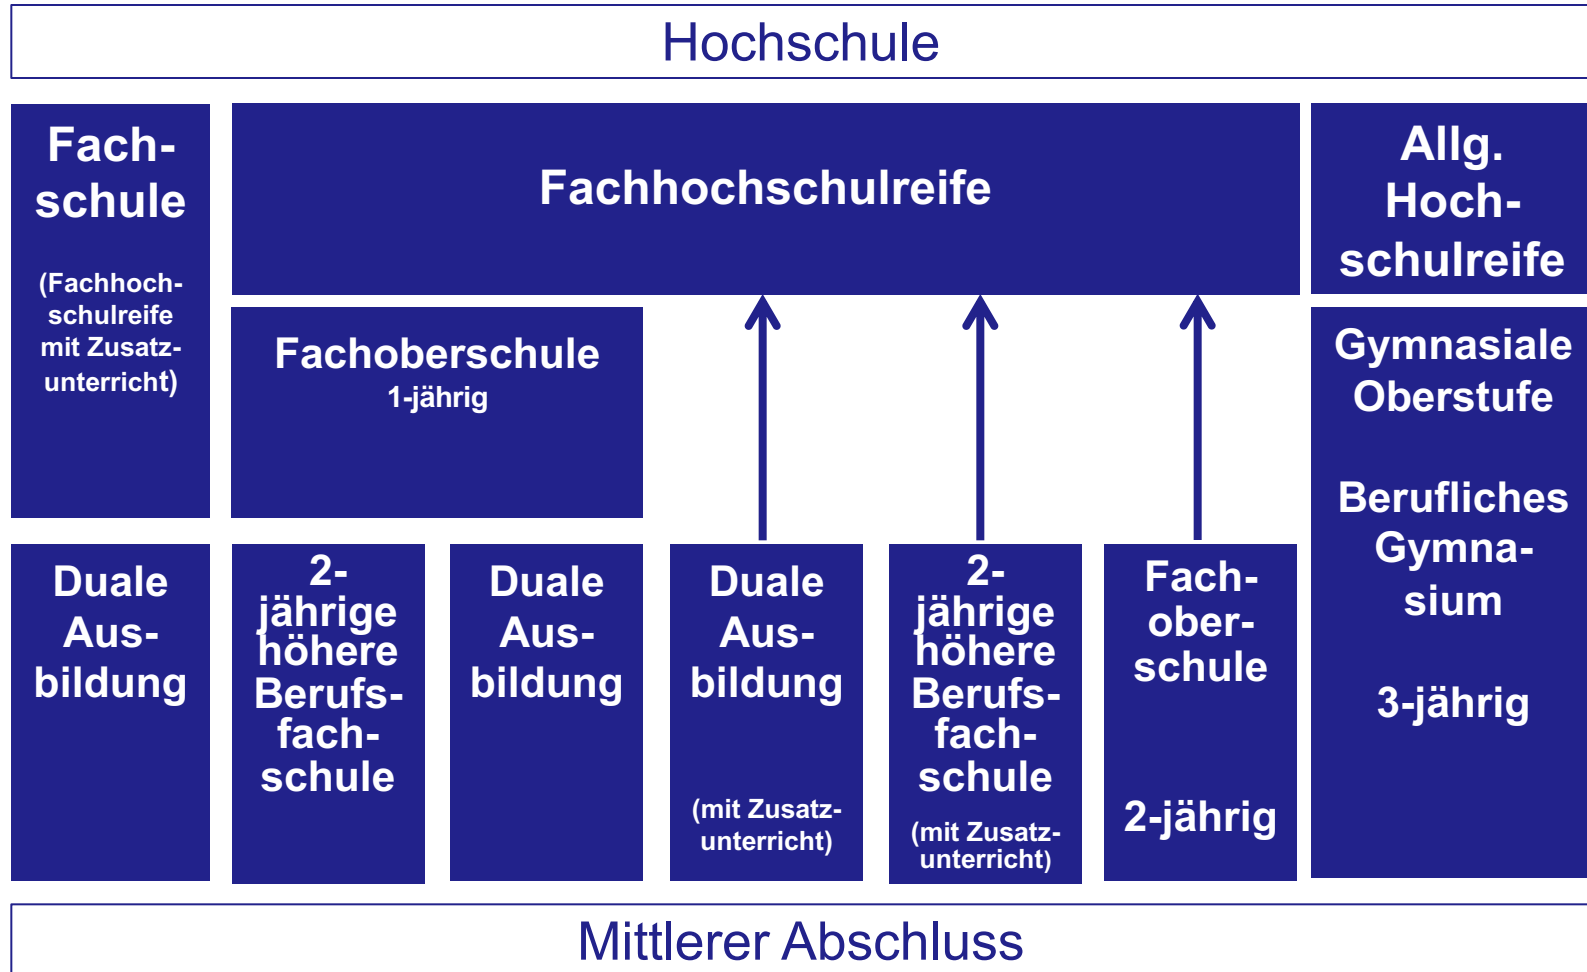 Hochschule
Fach-
schule
(Fachhoch-
schulreife
mit Zusatz-
unterricht)
Fachhochschulreife
Allg.
Hoch-
schulreife
Fachoberschule
1-jährig
Gymnasiale
Oberstufe
Berufliches
Gymna-
sium
3-jährig
Duale
Aus-
bildung
2-
jährige
höhere
Berufs-
fach-
schule
Duale
Aus-
bildung
Duale
Aus-
bildung
(mit Zusatz-
unterricht)
2-
jährige
höhere
Berufs-
fach-
schule
(mit Zusatz-
unterricht)
Fach-
ober-
schule
2-jährig
Mittlerer Abschluss